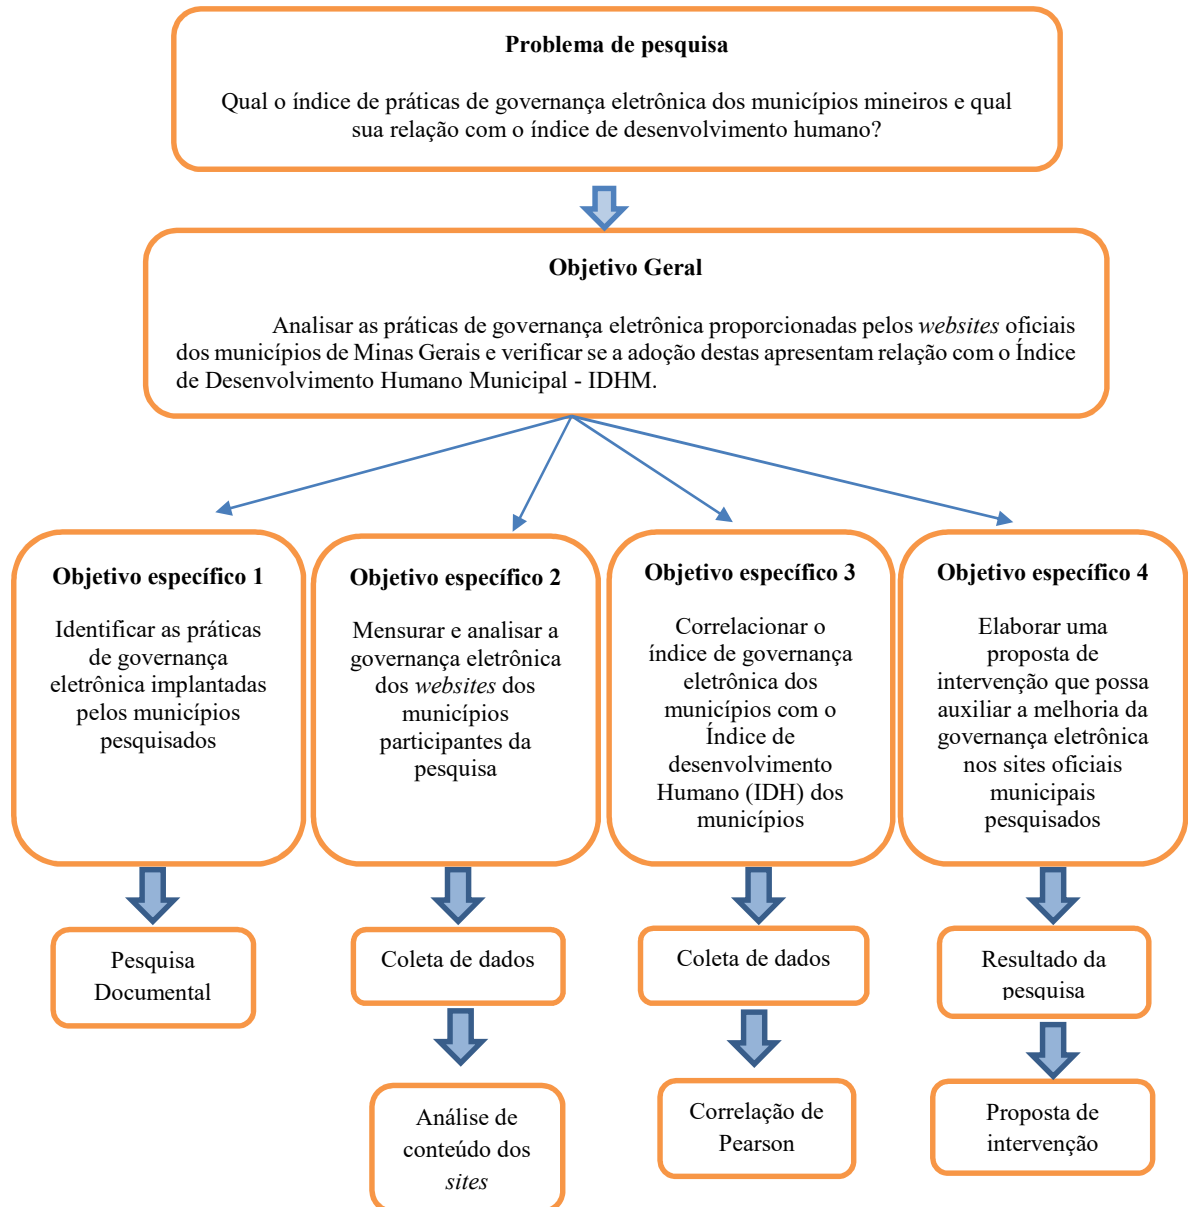 Problema de pesquisa
Qual o índice de práticas de governança eletrônica dos municípios mineiros e qual
sua relação com o índice de desenvolvimento humano?
Objetivo Geral
Analisar as práticas de governança eletrônica proporcionadas pelos websites oficiais
dos municípios de Minas Gerais e verificar se a adoção destas apresentam relação com o Índice
de Desenvolvimento Humano Municipal - IDHM.
Objetivo específico 1
Identificar as práticas
de governança
eletrônica implantadas
pelos municípios
pesquisados
Objetivo específico 2
Mensurar e analisar a
governança eletrônica
dos websites dos
municípios
participantes da
pesquisa
Objetivo específico 3
Correlacionar o
índice de governança
eletrônica dos
municípios com o
Índice de
desenvolvimento
Humano (IDH) dos
municípios
Objetivo específico 4
Elaborar uma
proposta de
intervenção que possa
auxiliar a melhoria da
governança eletrônica
nos sites oficiais
municipais
pesquisados
Pesquisa
Documental
Coleta de dados
Coleta de dados
Resultado da
pesquisa
Análise de
conteúdo dos
sites
Correlação de
Pearson
Proposta de
intervenção